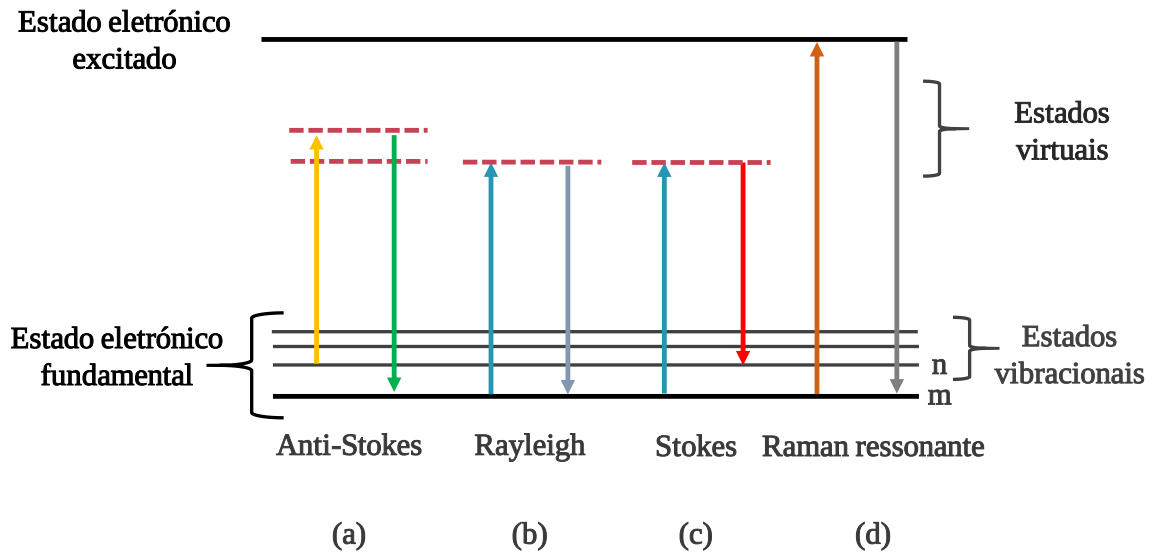 Estado eletrónico
excitado
Estados
virtuais
Estado eletrónico
fundamental
Estados
vibracionais
n
m
Anti-Stokes
Rayleigh
Stokes
Raman ressonante
(a)
(b)
(c)
(d)